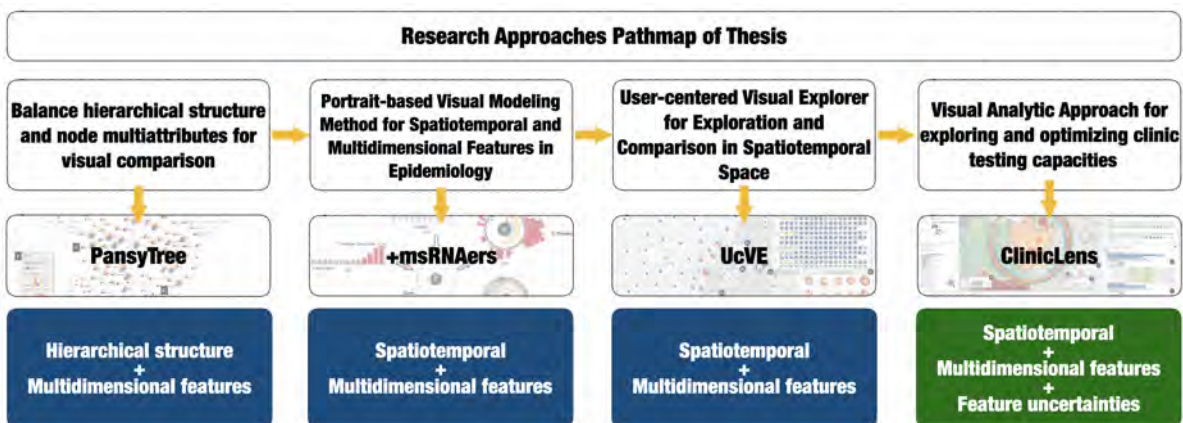 Research Approaches Pathmap of Thesis
Balance hierarchical structure
and node multiattributes for
visual comparison
Portrait-based Visual Modeling
Method for Spatiotemporal and
Multidimensional Features in
Epidemiology
User-centered Visual Explorer
for Exploration and
Comparison in Spatiotemporal
Space
Visual Analytic Approach for
exploring and optimizing clinic
testing capacities
PansyTree
+msRNAers
UcVE
ClinicLens
Hierarchical structure
+
Multidimensional features
Spatiotemporal
+
Multidimensional features
Spatiotemporal
+
Multidimensional features
Spatiotemporal
+
Multidimensional features
+
Feature uncertainties